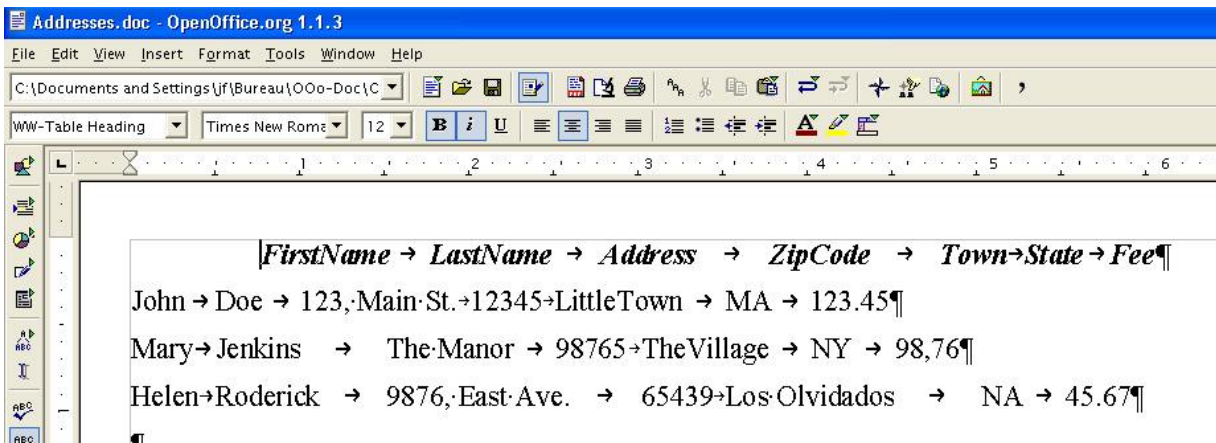 Addresses.doc - OpenOffice.org 1.1.3
File Edit View Insert Format Tools Window Help
C:\Documents and Settings\jf\Bureau\OOo-Doc\C
WW-Table Heading Times New Roma 12 B i U
1 2 3 4 5 6
FirstName → LastName → Address → ZipCode → Town→State→Fee¶
John → Doe → 123,·Main·St.→12345→LittleTown → MA → 123.45¶
Mary→Jenkins → The·Manor → 98765→TheVillage → NY → 98,76¶
Helen→Roderick → 9876,·East·Ave. → 65439→Los·Olvidados → NA → 45.67¶
¶